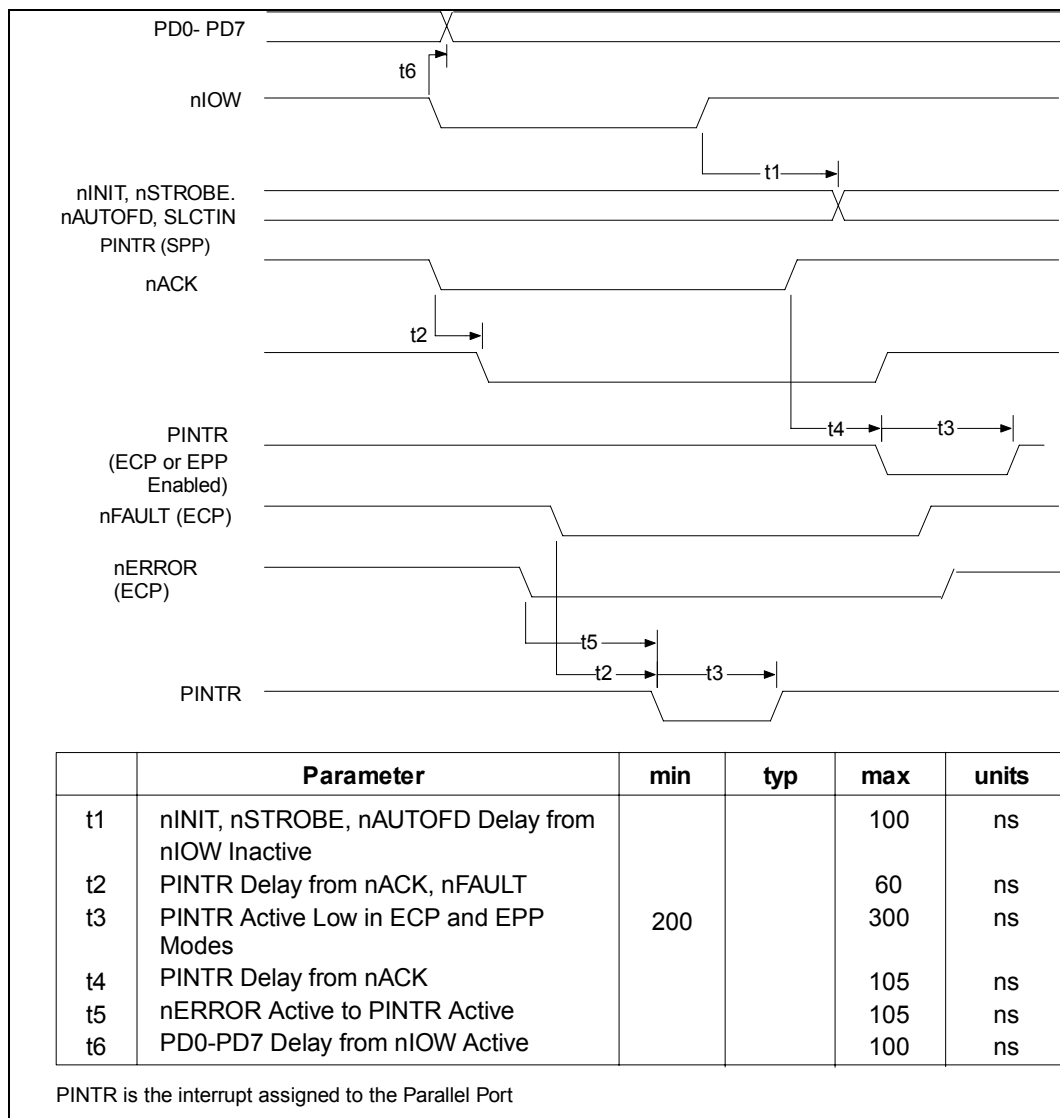 PD0- PD7
t6
nIOW
t1
nINIT, nSTROBE.
nAUTOFD, SLCTIN
PINTR (SPP)
nACK
t2
t4
t3
PINTR
(ECP or EPP
Enabled)
nFAULT (ECP)
nERROR
(ECP)
t5
t2
t3
PINTR
Parameter min typ max units
t1 nINIT, nSTROBE, nAUTOFD Delay from 100 ns
nIOW Inactive
t2 PINTR Delay from nACK, nFAULT 60 ns
t3 PINTR Active Low in ECP and EPP 200 300 ns
Modes
t4 PINTR Delay from nACK 105 ns
t5 nERROR Active to PINTR Active 105 ns
t6 PD0-PD7 Delay from nIOW Active 100 ns
PINTR is the interrupt assigned to the Parallel Port